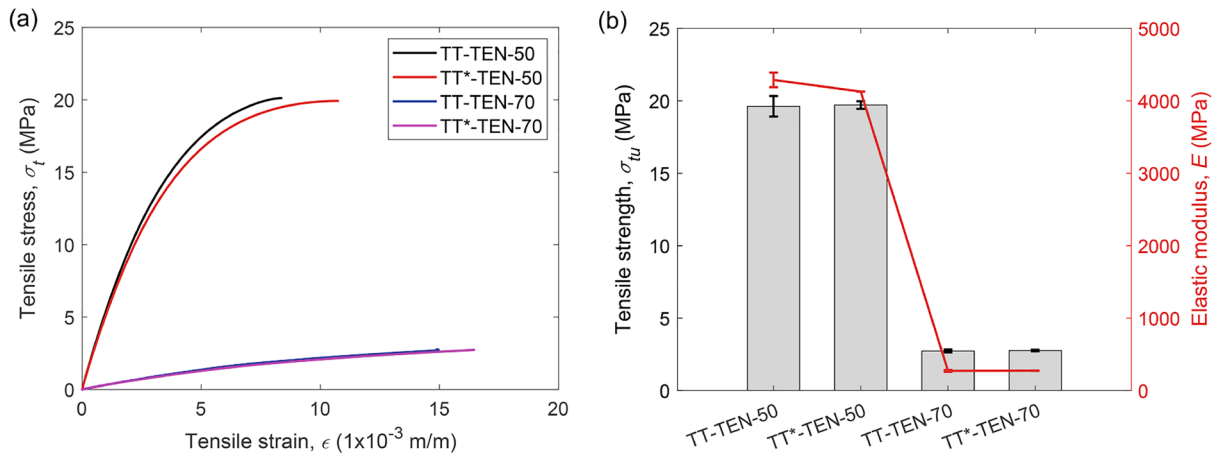 (a)
25
20
15
10
5
0
Tensile stress, σt (MPa)
TT-TEN-50
TT*-TEN-50
TT-TEN-70
TT*-TEN-70
0 5 10 15 20
Tensile strain, ϵ (1x10⁻³ m/m)
(b)
25
20
15
10
5
0
Tensile strength, σtu (MPa)
5000
4000
3000
2000
1000
0
Elastic modulus, E (MPa)
TT-TEN-50
TT*-TEN-50
TT-TEN-70
TT*-TEN-70